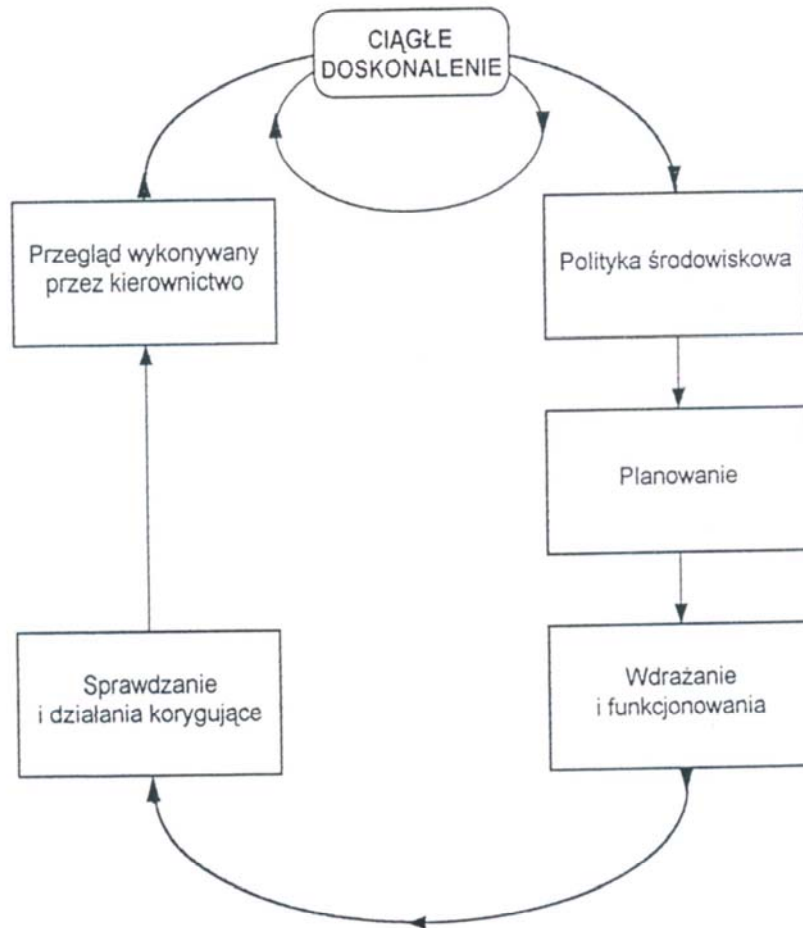 CIĄGŁE
DOSKONALENIE
Przegląd wykonywany
przez kierownictwo
Polityka środowiskowa
Planowanie
Sprawdzanie
i działania korygujące
Wdrażanie
i funkcjonowania